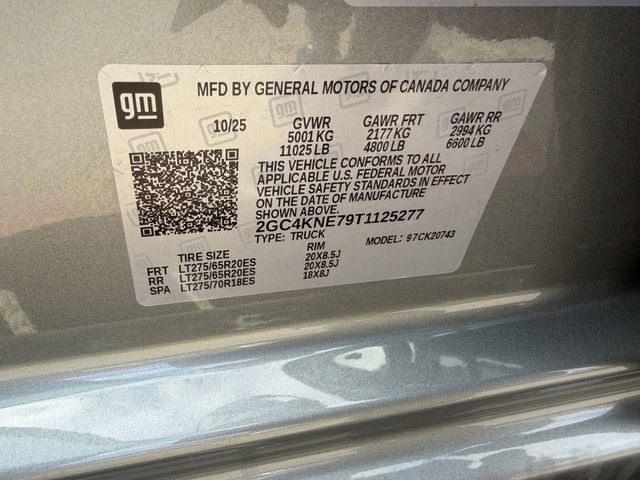 gm
MFD BY GENERAL MOTORS OF CANADA COMPANY
10/25 GVWR GAWR FRT GAWR RR
5001 KG 2177 KG 2994 KG
11025 LB 4800 LB 6600 LB
THIS VEHICLE CONFORMS TO ALL
APPLICABLE U.S. FEDERAL MOTOR
VEHICLE SAFETY STANDARDS IN EFFECT
ON THE DATE OF MANUFACTURE
SHOWN ABOVE.
2GC4KNE79T1125277
TYPE: TRUCK MODEL: 97CK20743
TIRE SIZE RIM
FRT LT275/65R20ES 20X8.5J
RR LT275/65R20ES 20X8.5J
SPA LT275/70R18ES 18X8J